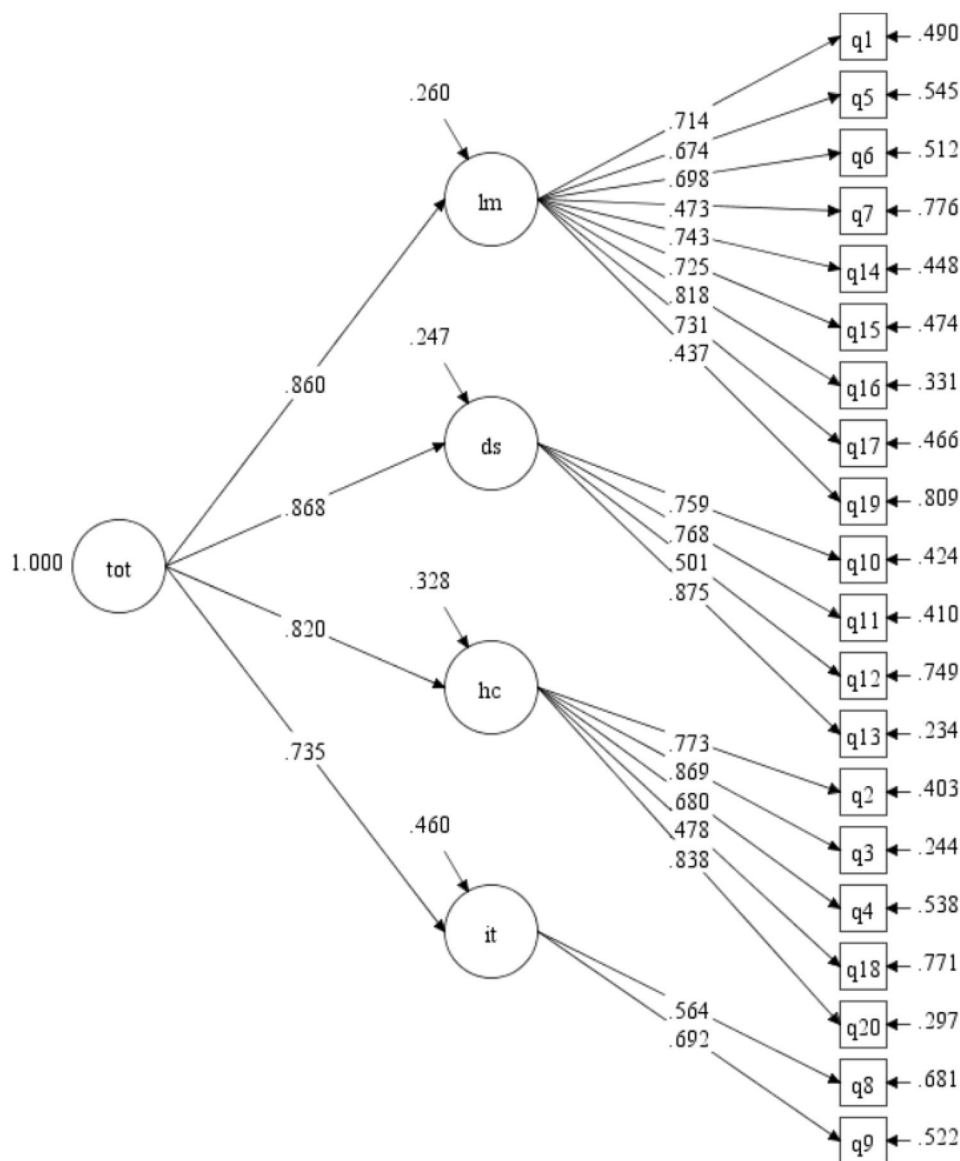 q1 .490
.260
q5 .545
.714
.674
q6 .512
.698
lm
.473
q7 .776
.743
.725
q14 .448
.818
.731
q15 .474
.247
.437
.860
q16 .331
ds
q17 .466
.759
q19 .809
.868
.768
.501
q10 .424
1.000 tot
.328
.875
q11 .410
.820
q12 .749
hc
q13 .234
.773
.735
.869
q2 .403
.680
.460
.478
q3 .244
.838
q4 .538
it
q18 .771
.564
q20 .297
.692
q8 .681
q9 .522